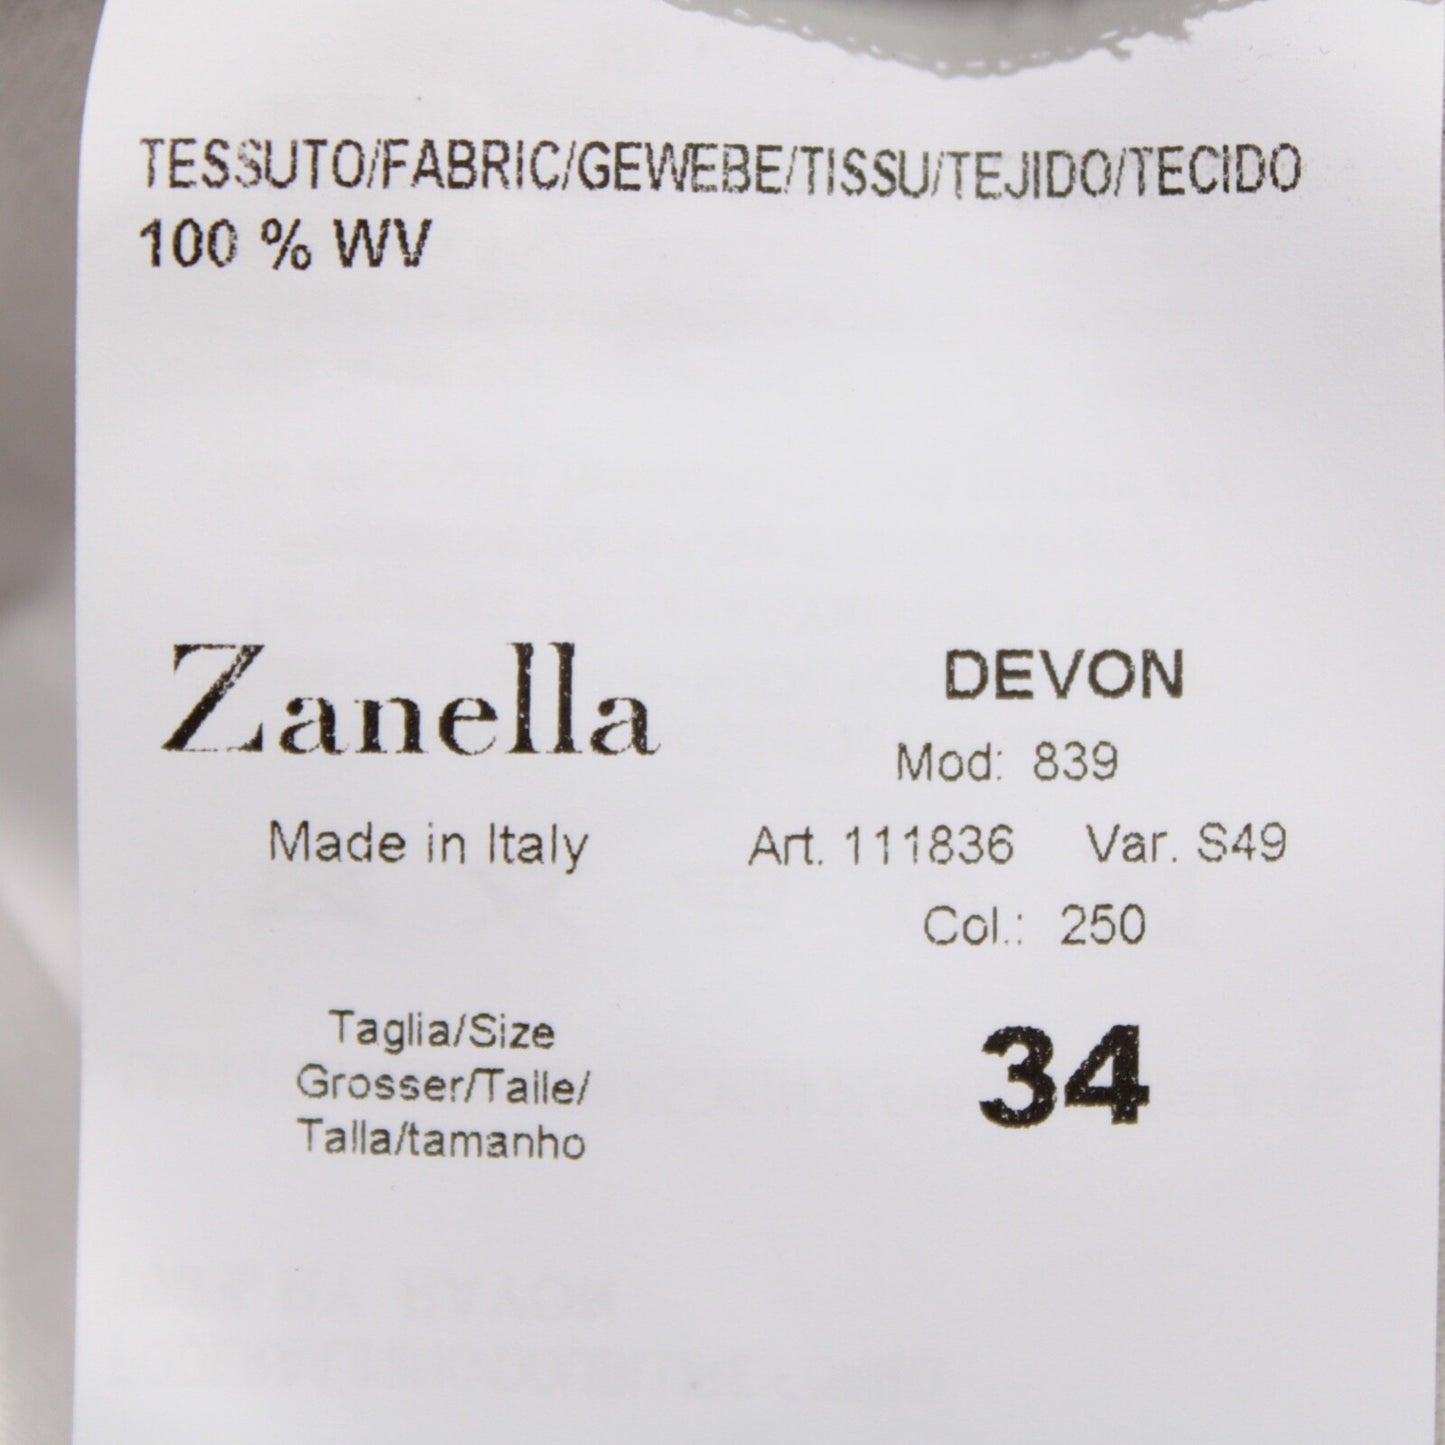 TESSUTO/FABRIC/GEWEBE/TISSU/TEJIDO/TECIDO
100 % WV
Zanella
Made in Italy
DEVON
Mod: 839
Art. 111836 Var. S49
Col.: 250
Taglia/Size
Grosser/Taille/
Talla/tamanho
34